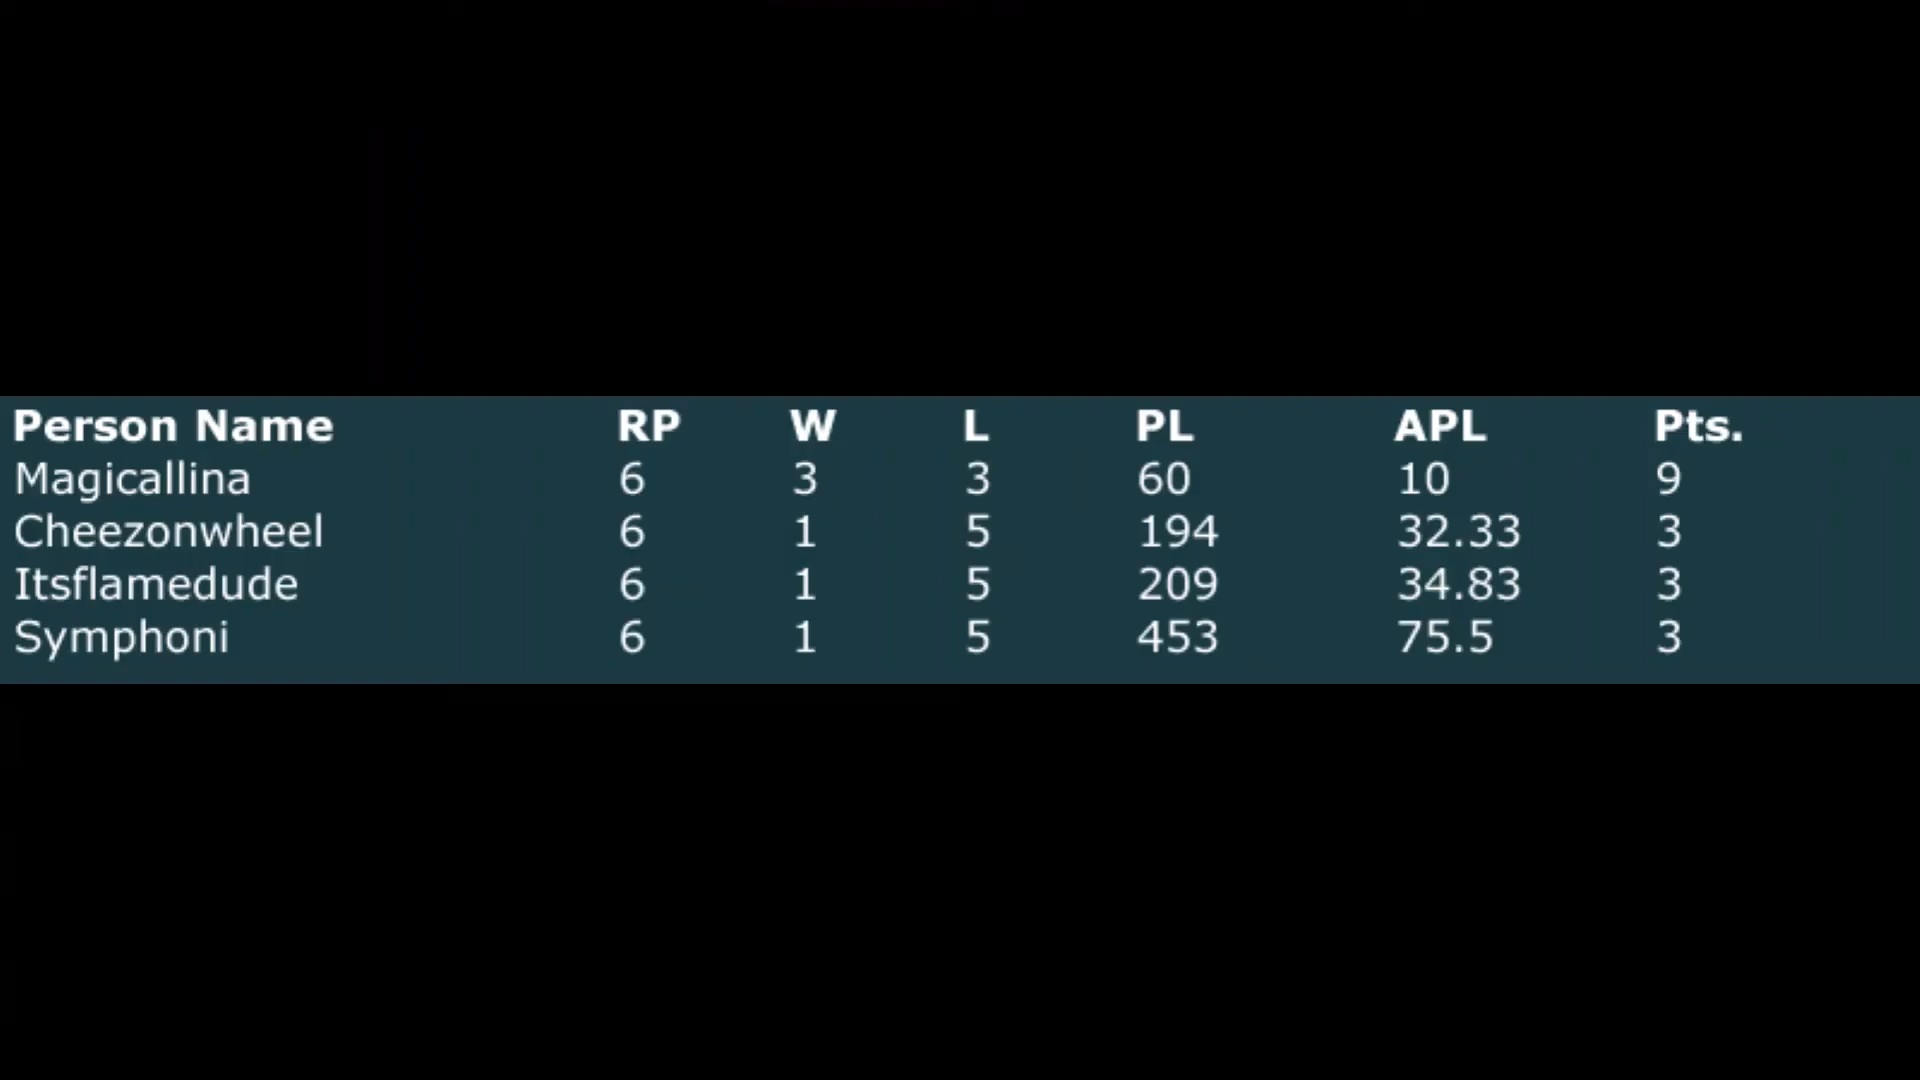 Person Name RP W L PL APL Pts.
Magicallina 6 3 3 60 10 9
Cheezonwheel 6 1 5 194 32.33 3
Itsflamedude 6 1 5 209 34.83 3
Symphoni 6 1 5 453 75.5 3